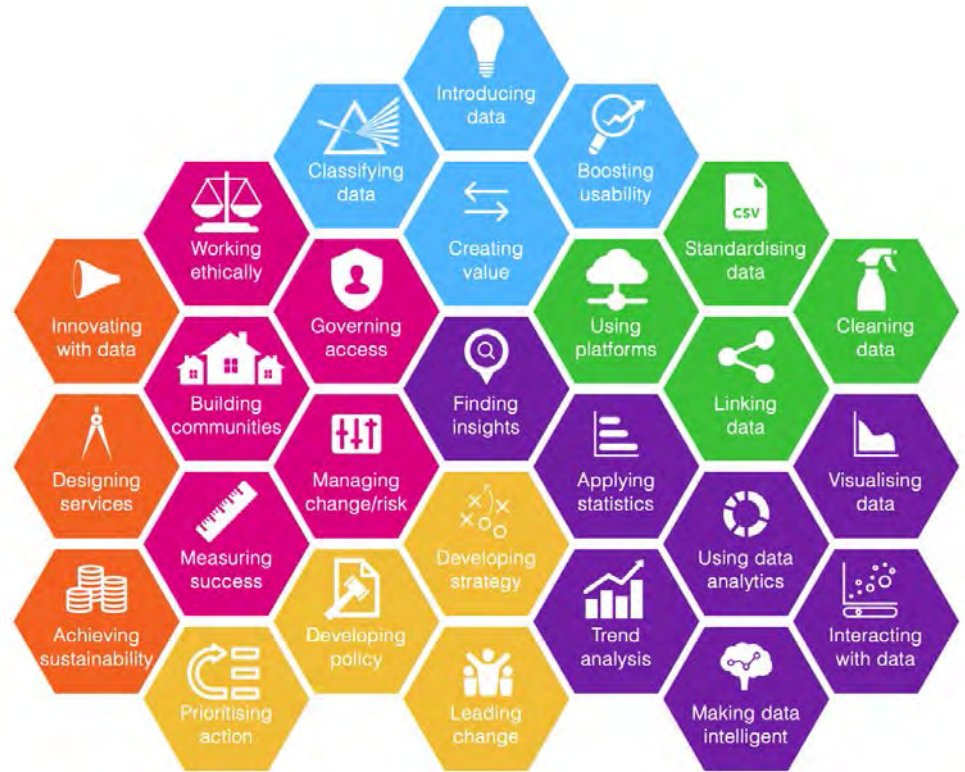 Introducing
data
Classifying
data
Boosting
usability
Working
ethically
Creating
value
CSV
Standardising
data
Innovating
with data
Governing
access
Using
platforms
Cleaning
data
Building
communities
Finding
insights
Linking
data
Designing
services
Managing
change/risk
Applying
statistics
Visualising
data
Measuring
success
Developing
strategy
Using data
analytics
Achieving
sustainability
Developing
policy
Trend
analysis
Interacting
with data
Prioritising
action
Leading
change
Making data
intelligent